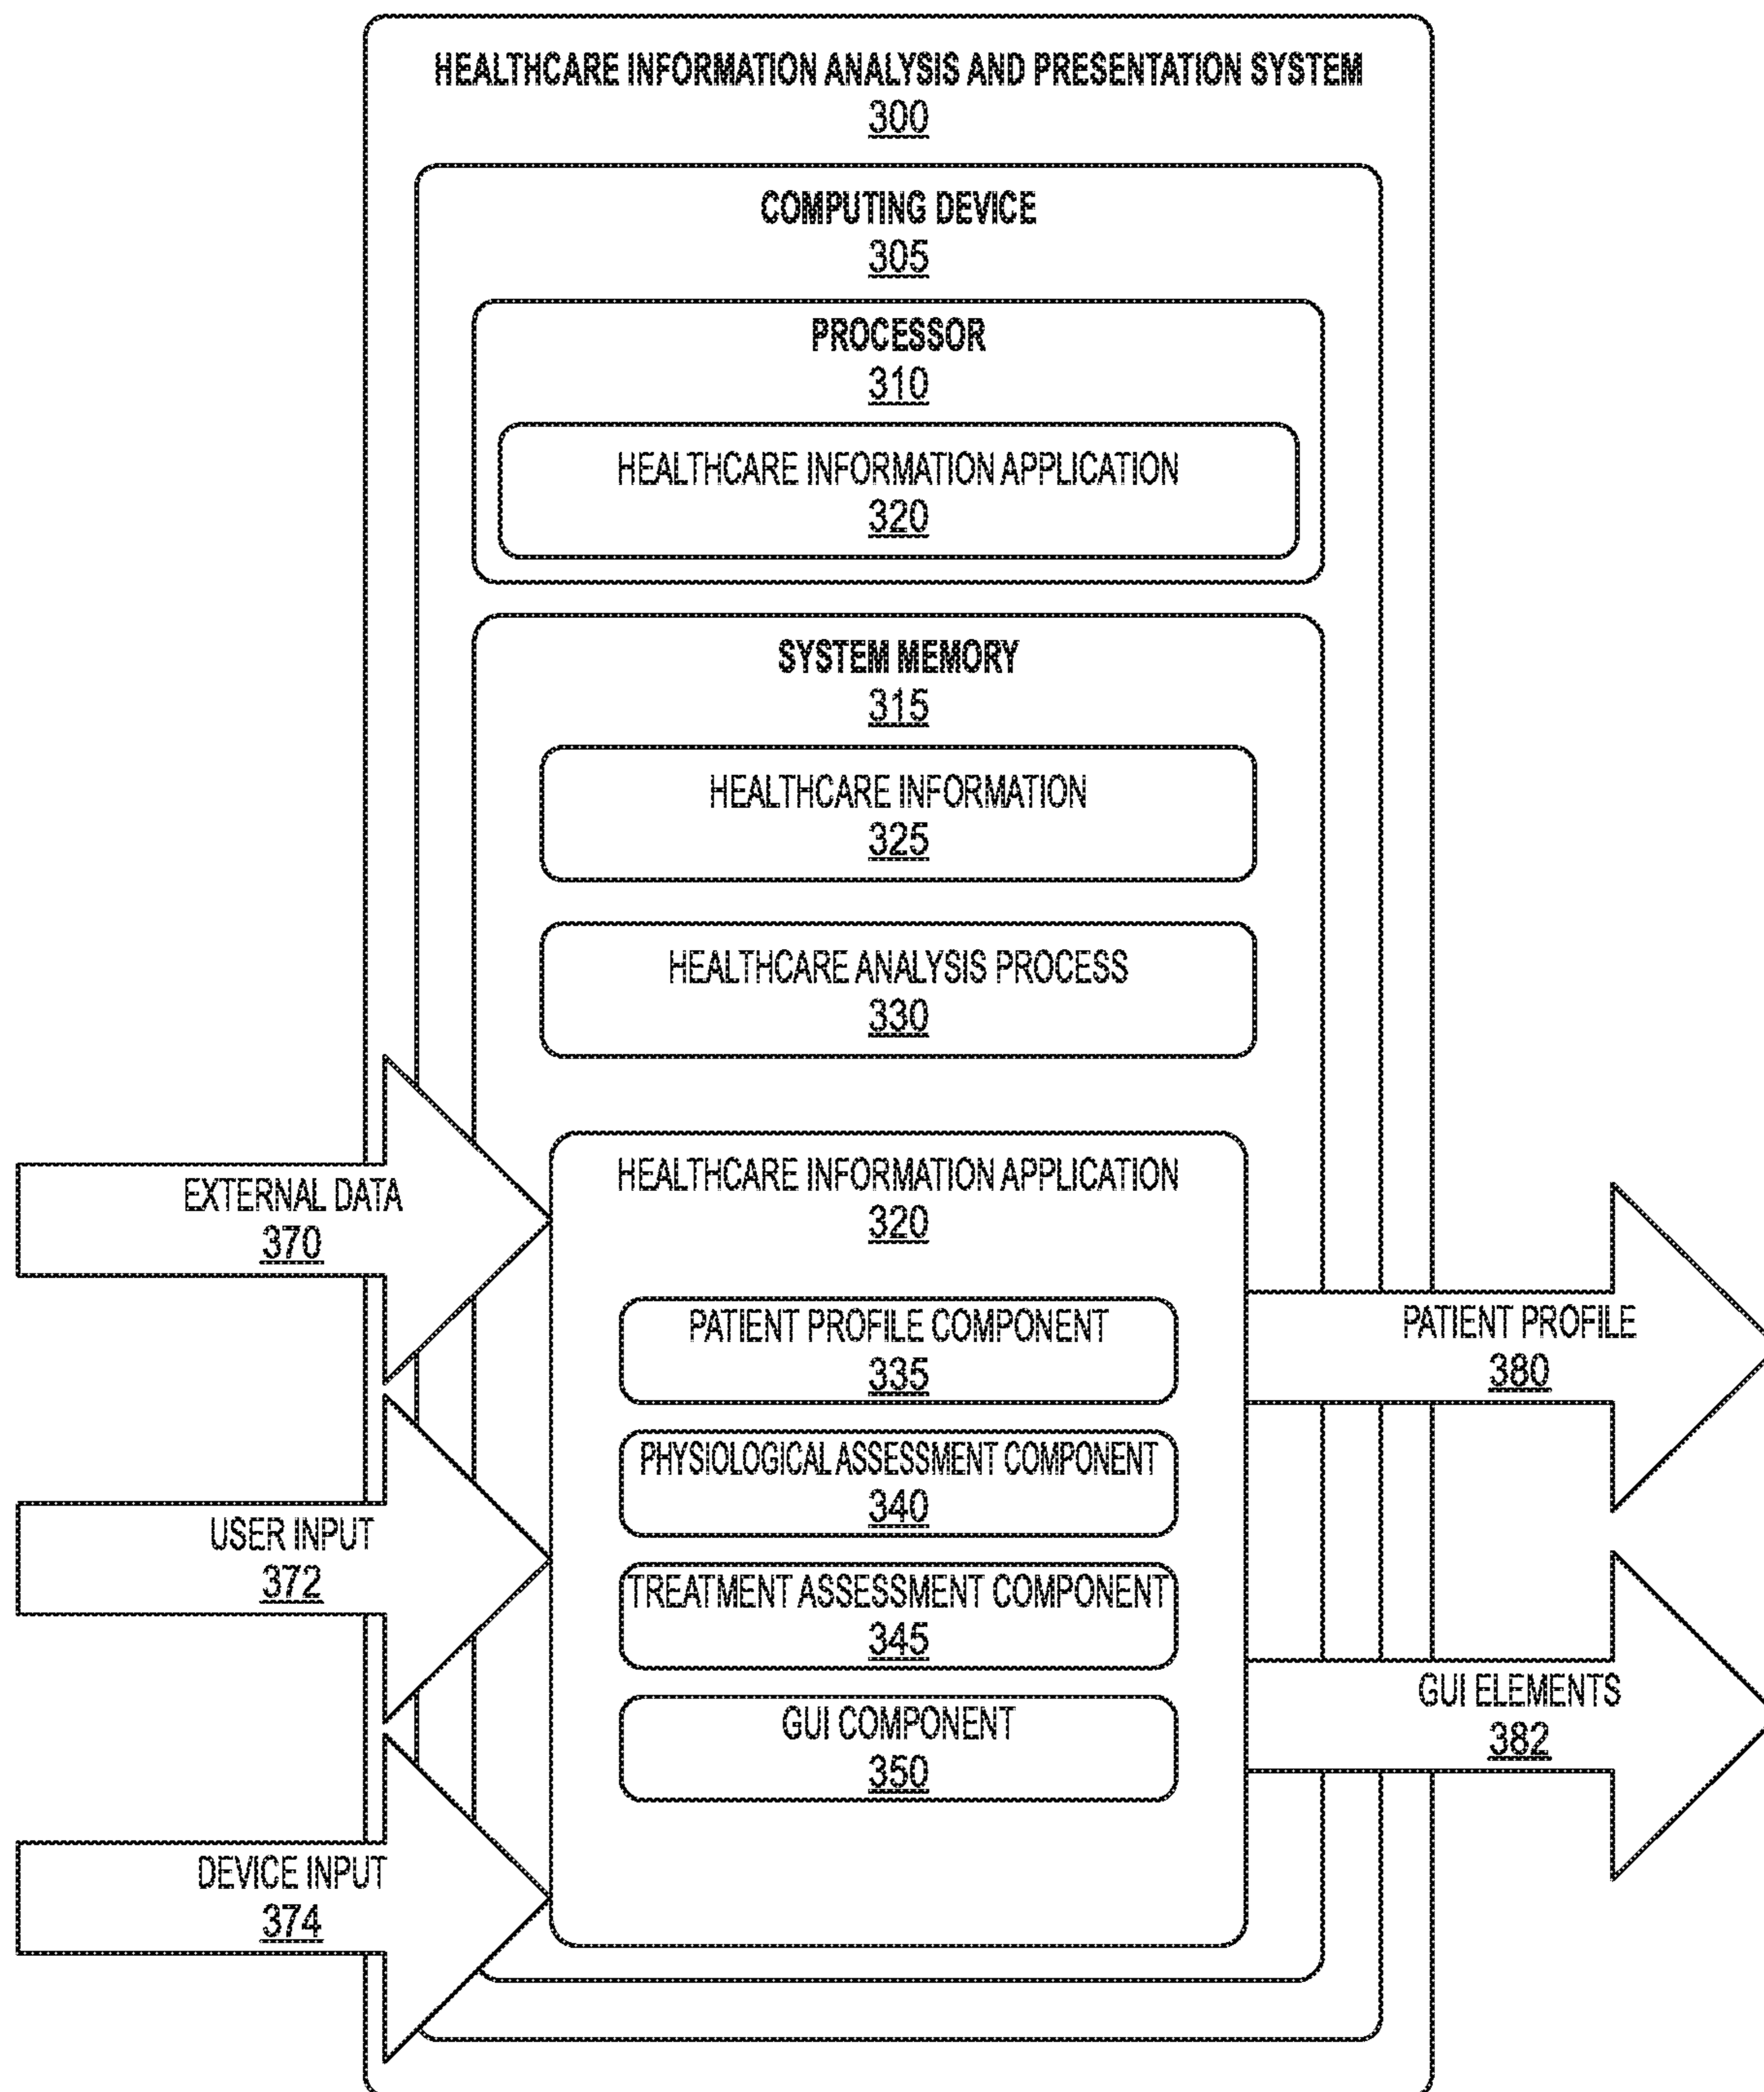 HEALTHCARE INFORMATION ANALYSIS AND PRESENTATION SYSTEM
300
COMPUTING DEVICE
305
PROCESSOR
310
HEALTHCARE INFORMATION APPLICATION
320
SYSTEM MEMORY
315
HEALTHCARE INFORMATION
325
HEALTHCARE ANALYSIS PROCESS
330
EXTERNAL DATA
370
USER INPUT
372
DEVICE INPUT
374
HEALTHCARE INFORMATION APPLICATION
320
PATIENT PROFILE COMPONENT
335
PHYSIOLOGICAL ASSESSMENT COMPONENT
340
TREATMENT ASSESSMENT COMPONENT
345
GUI COMPONENT
350
PATIENT PROFILE
380
GUI ELEMENTS
382